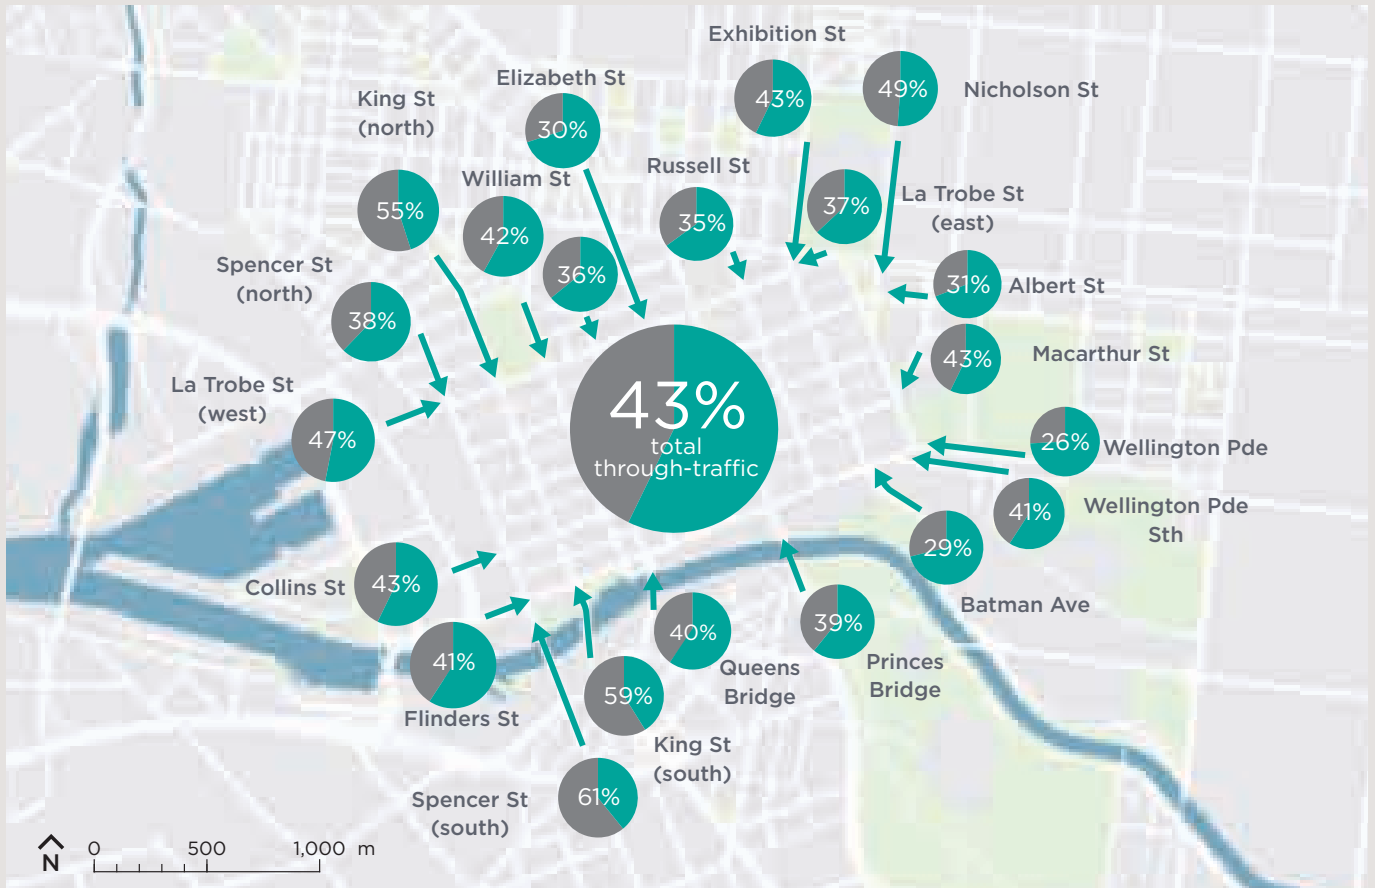 Exhibition St
43%
49%
Nicholson St
Elizabeth St
30%
King St
(north)
55%
William St
42%
36%
Russell St
35%
37%
La Trobe St
(east)
Spencer St
(north)
38%
31%
Albert St
43%
Macarthur St
La Trobe St
(west)
47%
43%
total
through-traffic
26%
Wellington Pde
41%
Wellington Pde
Sth
29%
Batman Ave
Collins St
43%
41%
Flinders St
59%
King St
(south)
40%
Queens
Bridge
39%
Princes
Bridge
Spencer St
(south)
61%
N
0 500 1,000 m